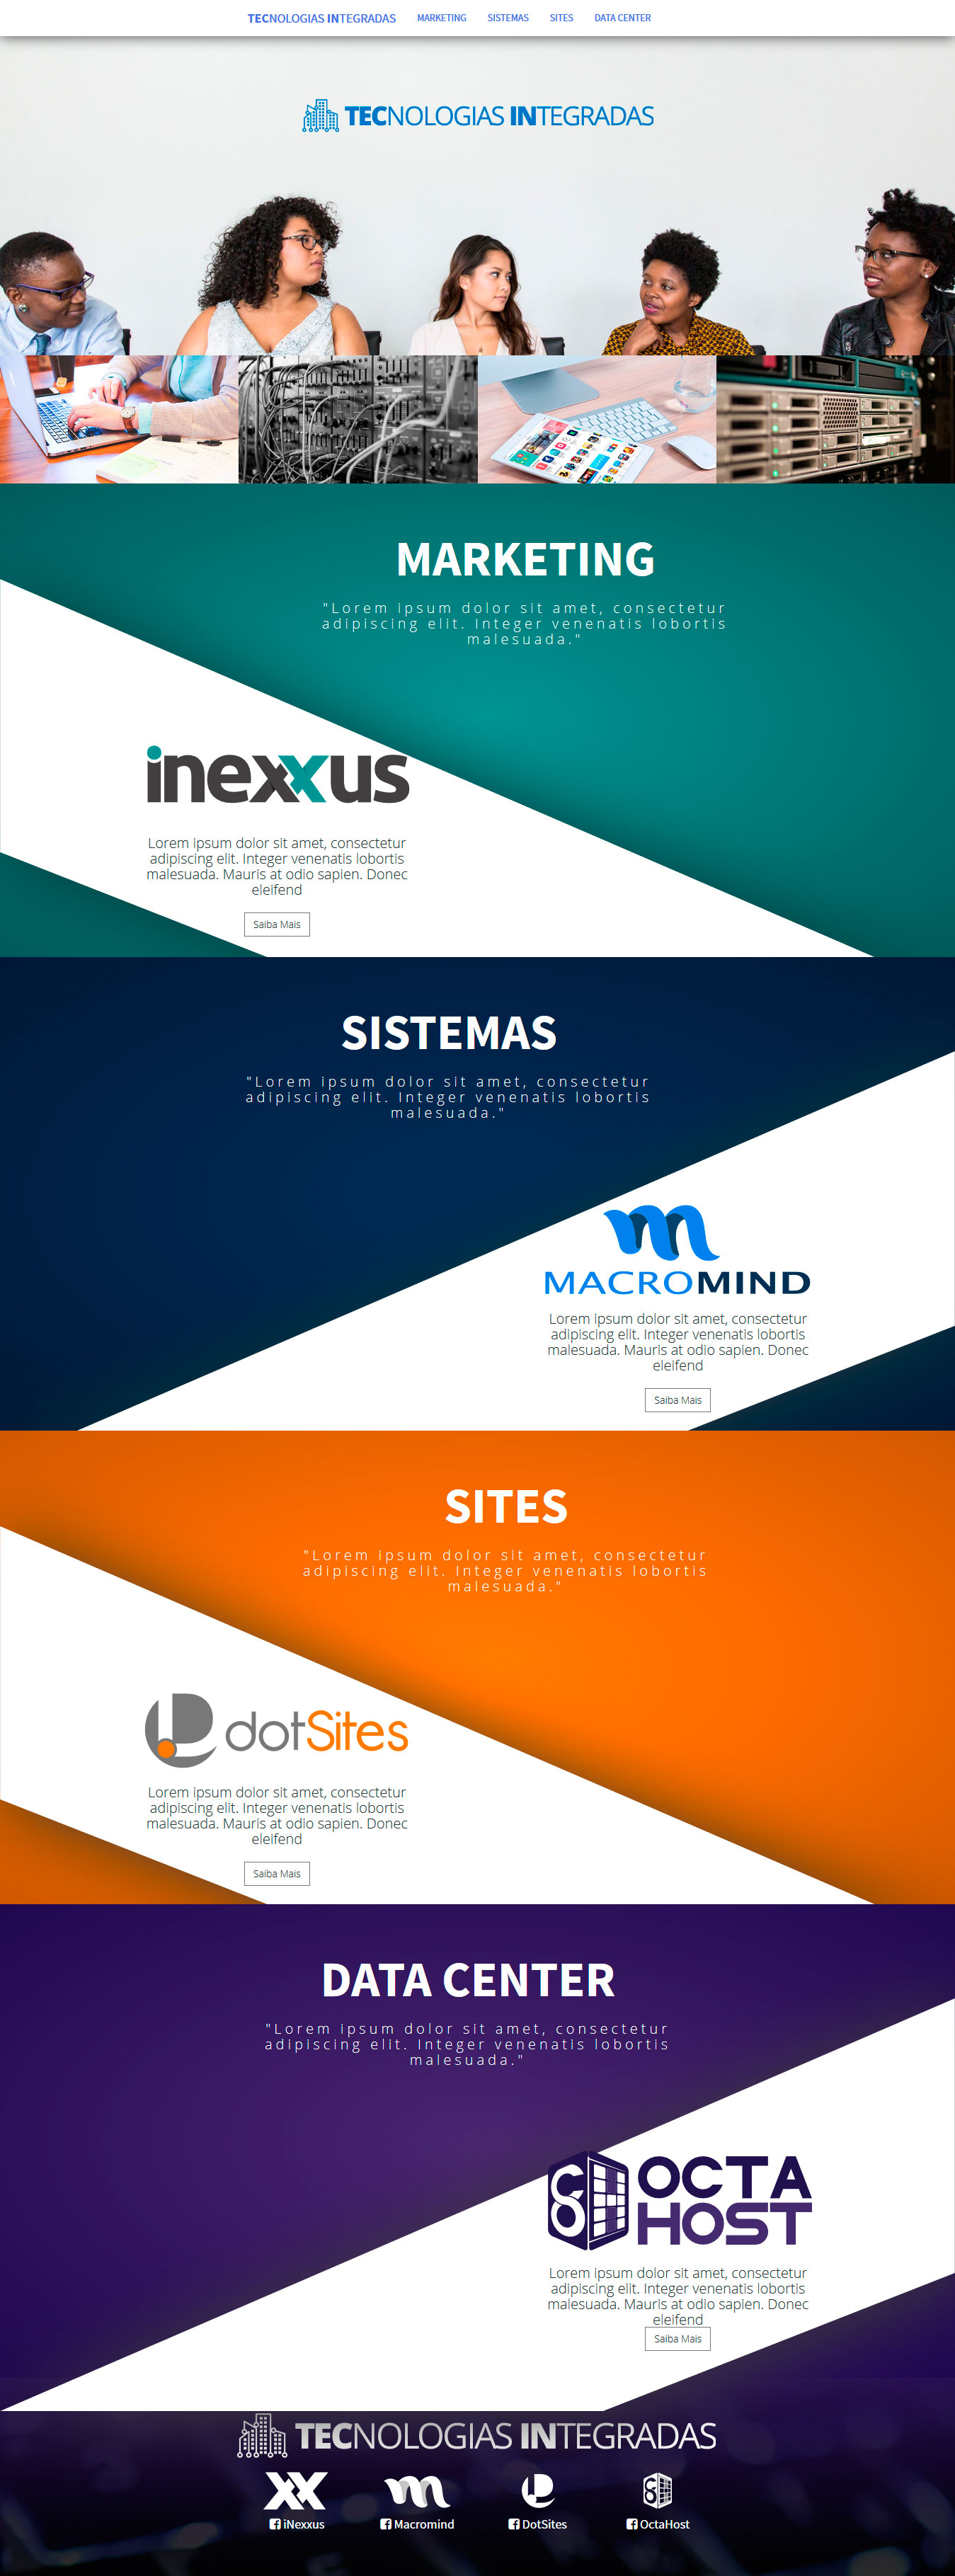 TECNOLOGIAS INTEGRADAS MARKETING SISTEMAS SITES DATA CENTER
TECNOLOGIAS INTEGRADAS
MARKETING
"Lorem ipsum dolor sit amet, consectetur
adipiscing elit. Integer venenatis lobortis
malesuada."
inexxus
Lorem ipsum dolor sit amet, consectetur
adipiscing elit. Integer venenatis lobortis
malesuada. Mauris at odio sapien. Donec
eleifend
Saiba Mais
SISTEMAS
"Lorem ipsum dolor sit amet, consectetur
adipiscing elit. Integer venenatis lobortis
malesuada."
MACROMIND
Lorem ipsum dolor sit amet, consectetur
adipiscing elit. Integer venenatis lobortis
malesuada. Mauris at odio sapien. Donec
eleifend
Saiba Mais
SITES
"Lorem ipsum dolor sit amet, consectetur
adipiscing elit. Integer venenatis lobortis
malesuada."
dotSites
Lorem ipsum dolor sit amet, consectetur
adipiscing elit. Integer venenatis lobortis
malesuada. Mauris at odio sapien. Donec
eleifend
Saiba Mais
DATA CENTER
"Lorem ipsum dolor sit amet, consectetur
adipiscing elit. Integer venenatis lobortis
malesuada."
OCTA
HOST
Lorem ipsum dolor sit amet, consectetur
adipiscing elit. Integer venenatis lobortis
malesuada. Mauris at odio sapien. Donec
eleifend
Saiba Mais
TECNOLOGIAS INTEGRADAS
iNexxus Macromind DotSites OctaHost